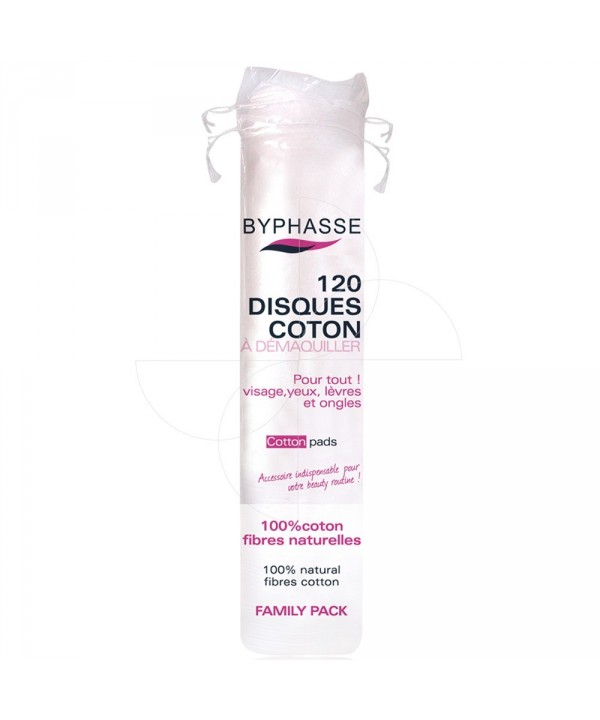 BYPHASSE
120
DISQUES
COTON
À DÉMAQUILLER
Pour tout !
visage,yeux, lèvres
et ongles
Cotton pads
Accessoire indispensable pour
votre beauty routine !
100%coton
fibres naturelles
100% natural
fibres cotton
FAMILY PACK